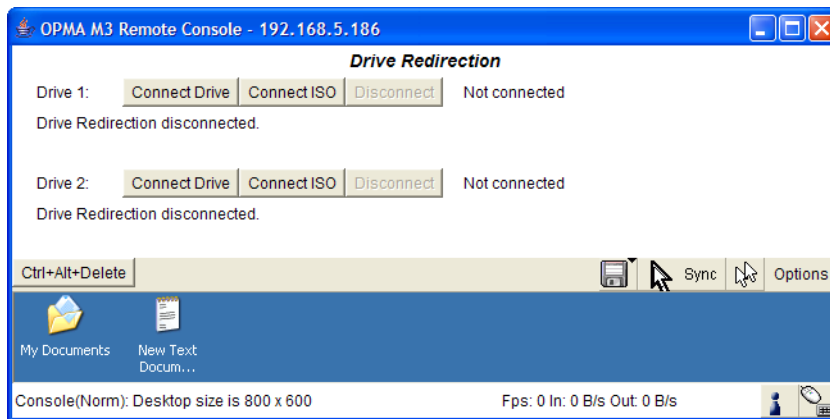 OPMA M3 Remote Console - 192.168.5.186
Drive Redirection
Drive 1: Connect Drive Connect ISO Disconnect Not connected
Drive Redirection disconnected.
Drive 2: Connect Drive Connect ISO Disconnect Not connected
Drive Redirection disconnected.
Ctrl+Alt+Delete Sync Options
My Documents New Text
Docum...
Console(Norm): Desktop size is 800 x 600 Fps: 0 In: 0 B/s Out: 0 B/s